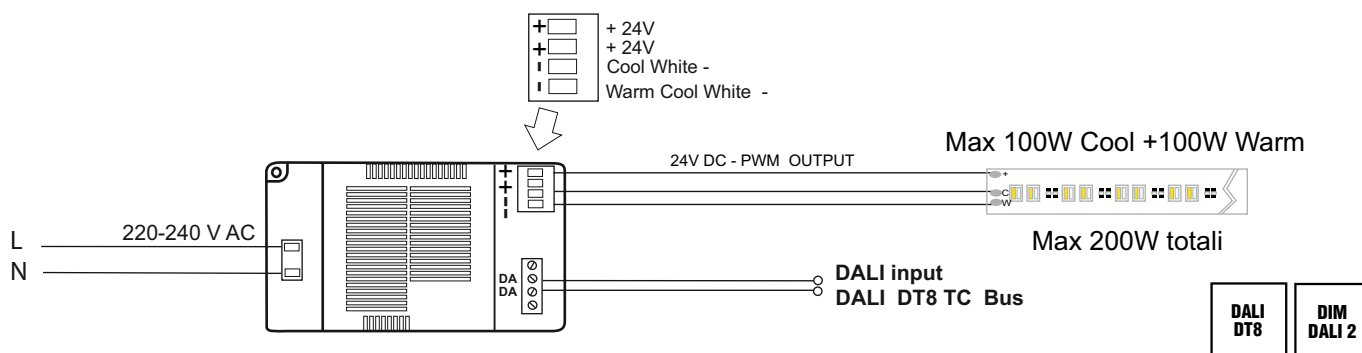 + + 24V
+ + 24V
- Cool White -
- Warm Cool White -
Max 100W Cool +100W Warm
24V DC - PWM OUTPUT
+
+
-
-
+
C
W
L
N
220-240 V AC
Max 200W totali
DA
DA
DALI input
DALI DT8 TC Bus
DALI
DT8
DIM
DALI 2